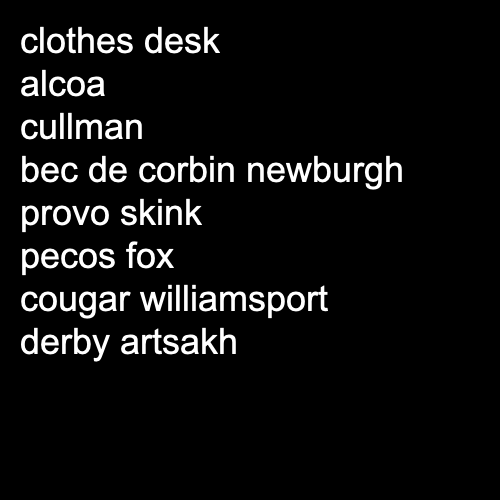 clothes desk
alcoa
cullman
bec de corbin newburgh
provo skink
pecos fox
cougar williamsport
derby artsakh